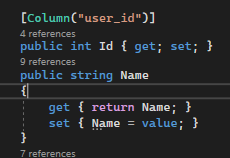 [Column("user_id")]
4 references
public int Id { get; set; }
9 references
public string Name
{
get { return Name; }
set { Name = value; }
}
7 references